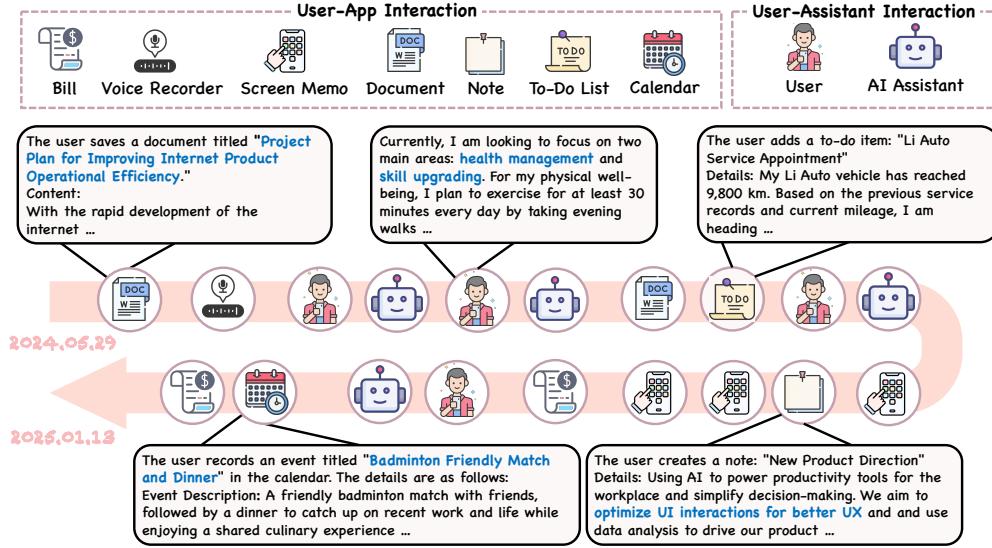 User-App Interaction
User-Assistant Interaction
Bill
Voice Recorder
Screen Memo
Document
Note
To-Do List
Calendar
User
AI Assistant
DOC
W
TO DO
The user saves a document titled "Project
Plan for Improving Internet Product
Operational Efficiency."
Content:
With the rapid development of the
internet ...
Currently, I am looking to focus on two
main areas: health management and
skill upgrading. For my physical well-
being, I plan to exercise for at least 30
minutes every day by taking evening
walks ...
The user adds a to-do item: "Li Auto
Service Appointment"
Details: My Li Auto vehicle has reached
9,800 km. Based on the previous service
records and current mileage, I am
heading ...
DOC
W
DOC
W
TO DO
2024.05.29
2025.01.13
The user records an event titled "Badminton Friendly Match
and Dinner" in the calendar. The details are as follows:
Event Description: A friendly badminton match with friends,
followed by a dinner to catch up on recent work and life while
enjoying a shared culinary experience ...
The user creates a note: "New Product Direction"
Details: Using AI to power productivity tools for the
workplace and simplify decision-making. We aim to
optimize UI interactions for better UX and and use
data analysis to drive our product ...